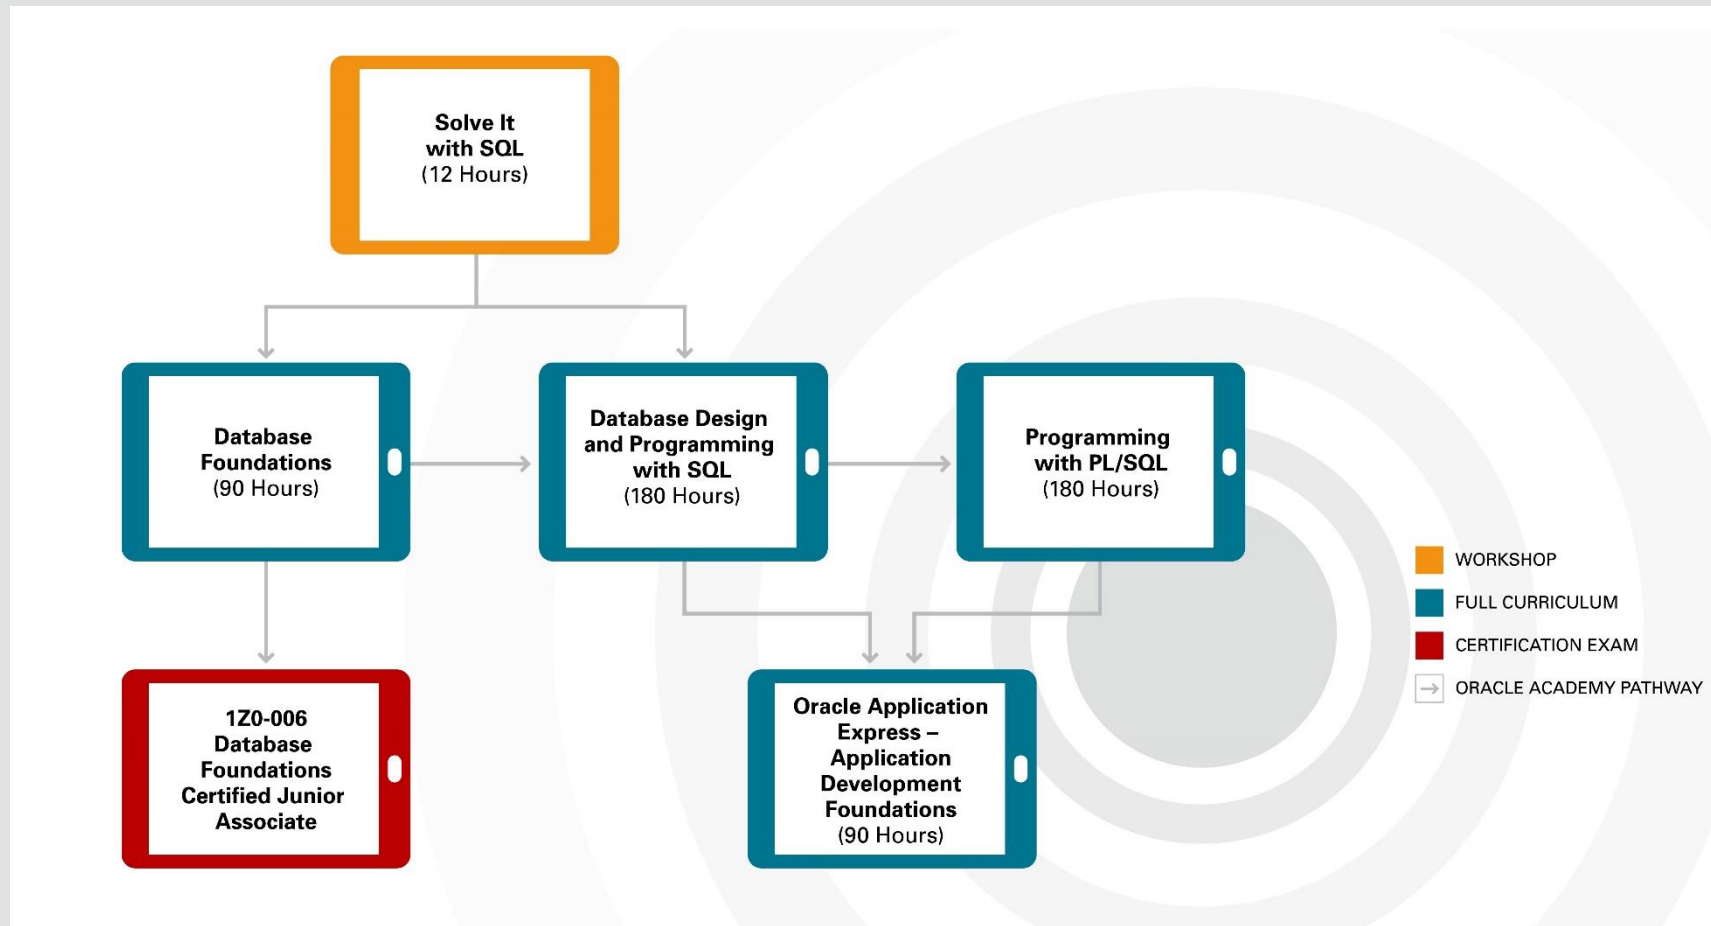 Solve It
with SQL
(12 Hours)
Database
Foundations
(90 Hours)
Database Design
and Programming
with SQL
(180 Hours)
Programming
with PL/SQL
(180 Hours)
1Z0-006
Database
Foundations
Certified Junior
Associate
Oracle Application
Express –
Application
Development
Foundations
(90 Hours)
WORKSHOP
FULL CURRICULUM
CERTIFICATION EXAM
ORACLE ACADEMY PATHWAY